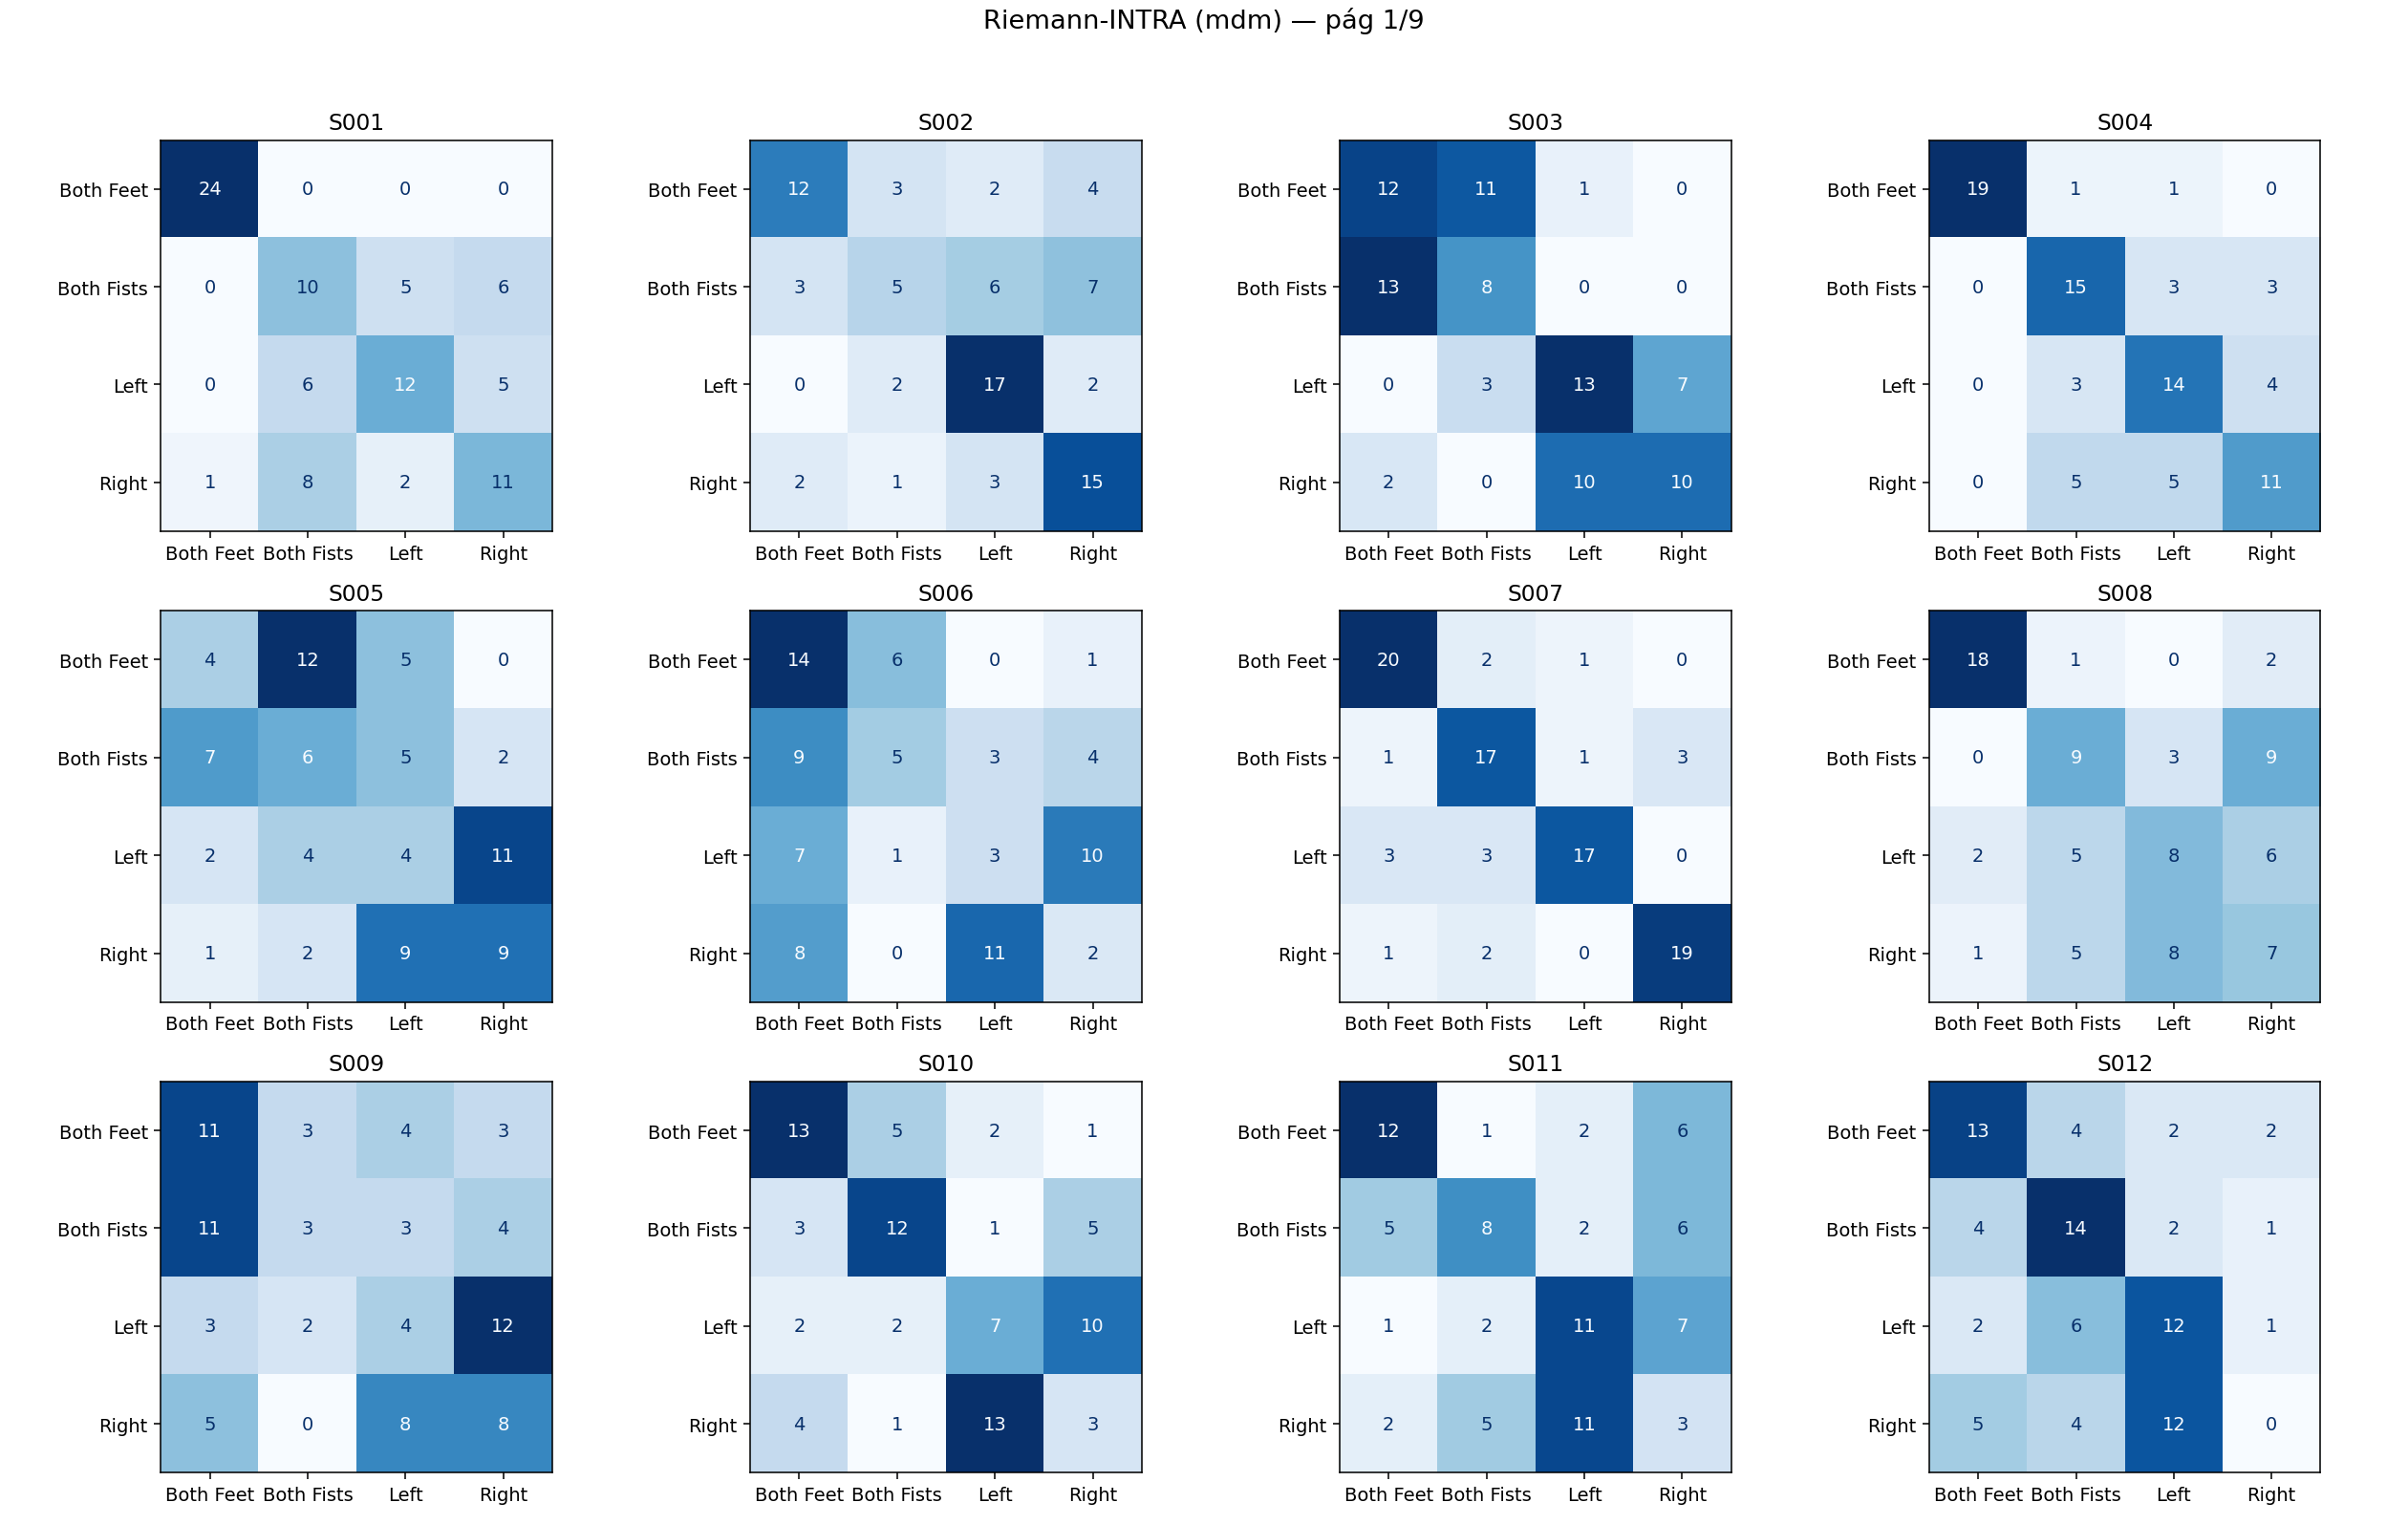 Riemann-INTRA (mdm) — pág 1/9
S001 S002 S003 S004
Both Feet 24 0 0 0 Both Feet 12 3 2 4 Both Feet 12 11 1 0 Both Feet 19 1 1 0
Both Fists 0 10 5 6 Both Fists 3 5 6 7 Both Fists 13 8 0 0 Both Fists 0 15 3 3
Left 0 6 12 5 Left 0 2 17 2 Left 0 3 13 7 Left 0 3 14 4
Right 1 8 2 11 Right 2 1 3 15 Right 2 0 10 10 Right 0 5 5 11
Both Feet Both Fists Left Right Both Feet Both Fists Left Right Both Feet Both Fists Left Right Both Feet Both Fists Left Right
S005 S006 S007 S008
Both Feet 4 12 5 0 Both Feet 14 6 0 1 Both Feet 20 2 1 0 Both Feet 18 1 0 2
Both Fists 7 6 5 2 Both Fists 9 5 3 4 Both Fists 1 17 1 3 Both Fists 0 9 3 9
Left 2 4 4 11 Left 7 1 3 10 Left 3 3 17 0 Left 2 5 8 6
Right 1 2 9 9 Right 8 0 11 2 Right 1 2 0 19 Right 1 5 8 7
Both Feet Both Fists Left Right Both Feet Both Fists Left Right Both Feet Both Fists Left Right Both Feet Both Fists Left Right
S009 S010 S011 S012
Both Feet 11 3 4 3 Both Feet 13 5 2 1 Both Feet 12 1 2 6 Both Feet 13 4 2 2
Both Fists 11 3 3 4 Both Fists 3 12 1 5 Both Fists 5 8 2 6 Both Fists 4 14 2 1
Left 3 2 4 12 Left 2 2 7 10 Left 1 2 11 7 Left 2 6 12 1
Right 5 0 8 8 Right 4 1 13 3 Right 2 5 11 3 Right 5 4 12 0
Both Feet Both Fists Left Right Both Feet Both Fists Left Right Both Feet Both Fists Left Right Both Feet Both Fists Left Right